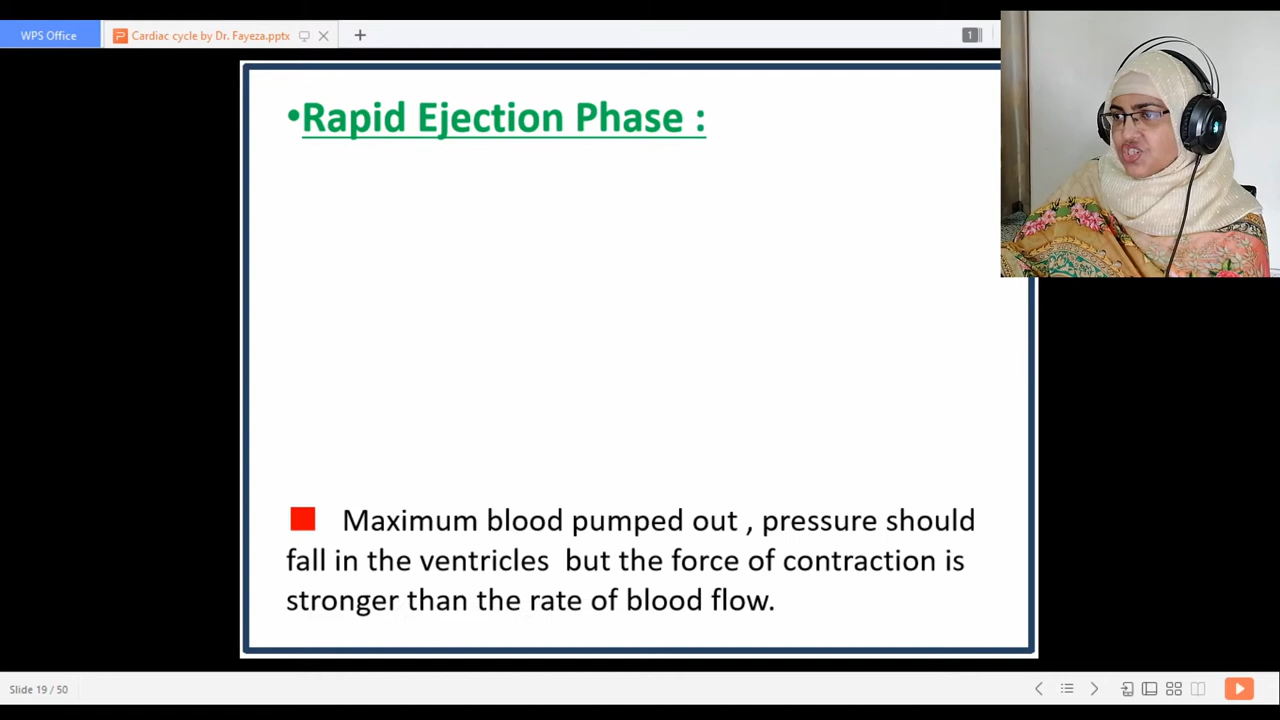 WPS Office
Cardiac cycle by Dr. Fayeza.pptx
1
•Rapid Ejection Phase :
Maximum blood pumped out , pressure should
fall in the ventricles but the force of contraction is
stronger than the rate of blood flow.
Slide 19 / 50